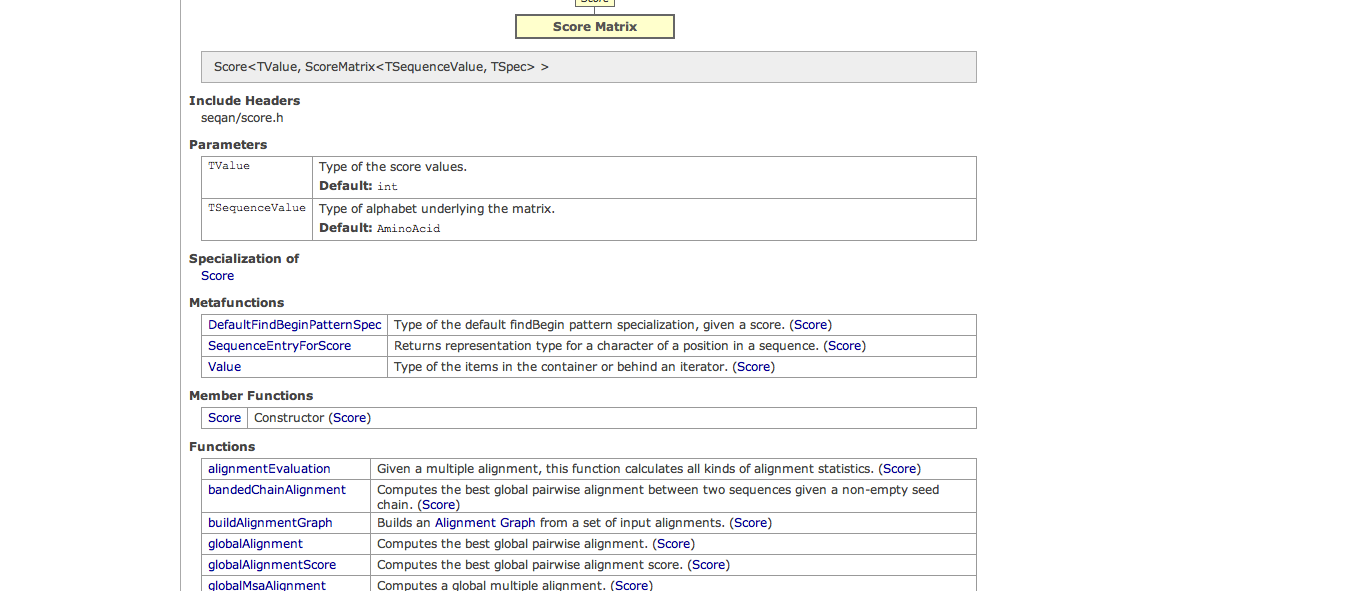 Score
Score Matrix
Score<TValue, ScoreMatrix<TSequenceValue, TSpec> >
Include Headers
seqan/score.h
Parameters
TValue Type of the score values.
Default: int
TSequenceValue Type of alphabet underlying the matrix.
Default: AminoAcid
Specialization of
Score
Metafunctions
DefaultFindBeginPatternSpec Type of the default findBegin pattern specialization, given a score. (Score)
SequenceEntryForScore Returns representation type for a character of a position in a sequence. (Score)
Value Type of the items in the container or behind an iterator. (Score)
Member Functions
Score Constructor (Score)
Functions
alignmentEvaluation Given a multiple alignment, this function calculates all kinds of alignment statistics. (Score)
bandedChainAlignment Computes the best global pairwise alignment between two sequences given a non-empty seed
chain. (Score)
buildAlignmentGraph Builds an Alignment Graph from a set of input alignments. (Score)
globalAlignment Computes the best global pairwise alignment. (Score)
globalAlignmentScore Computes the best global pairwise alignment score. (Score)
globalMsaAlignment Computes a global multiple alignment. (Score)